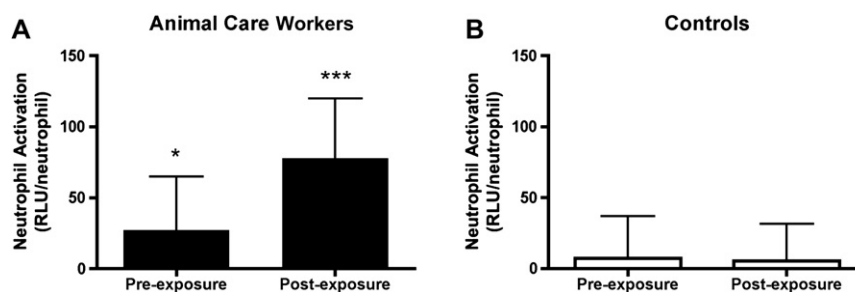 A
Animal Care Workers
Neutrophil Activation
(RLU/neutrophil)
150
100
50
0
*
***
Pre-exposure
Post-exposure
B
Controls
Neutrophil Activation
(RLU/neutrophil)
150
100
50
0
Pre-exposure
Post-exposure